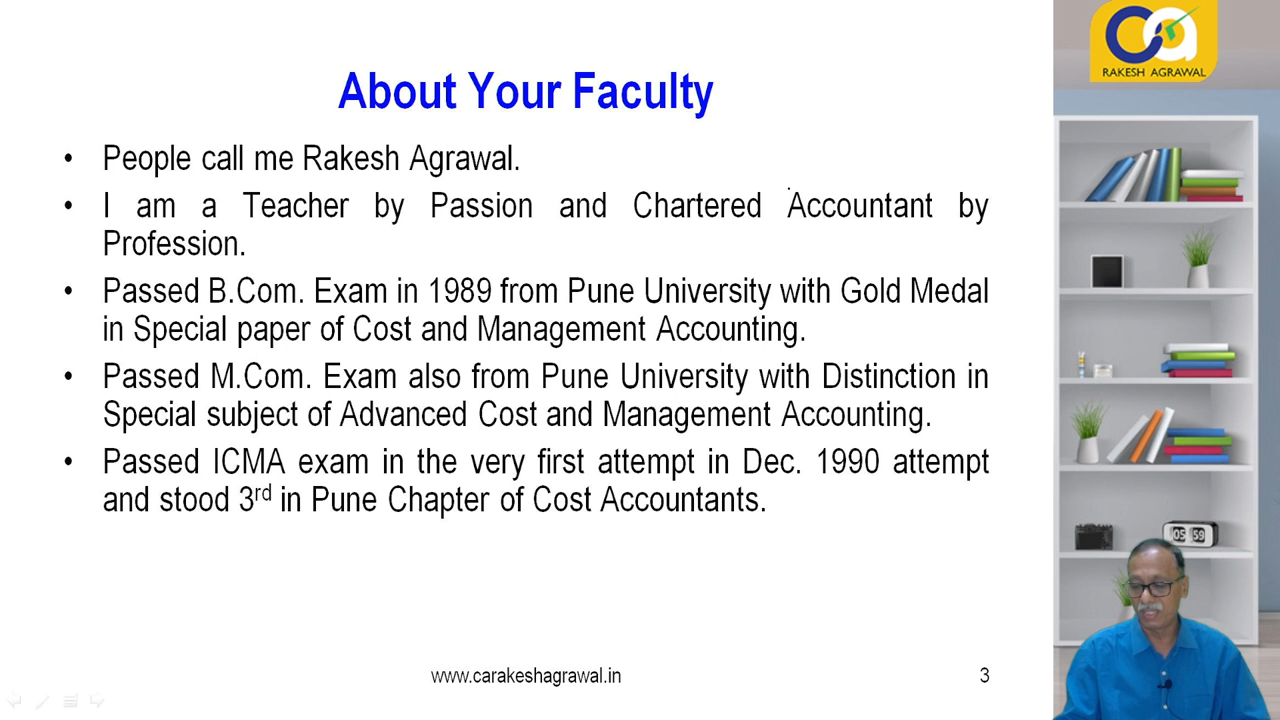 About Your Faculty
• People call me Rakesh Agrawal.
• I am a Teacher by Passion and Chartered Accountant by
Profession.
• Passed B.Com. Exam in 1989 from Pune University with Gold Medal
in Special paper of Cost and Management Accounting.
• Passed M.Com. Exam also from Pune University with Distinction in
Special subject of Advanced Cost and Management Accounting.
• Passed ICMA exam in the very first attempt in Dec. 1990 attempt
and stood 3rd in Pune Chapter of Cost Accountants.
www.carakeshagrawal.in
3
ca
RAKESH AGRAWAL
05 59